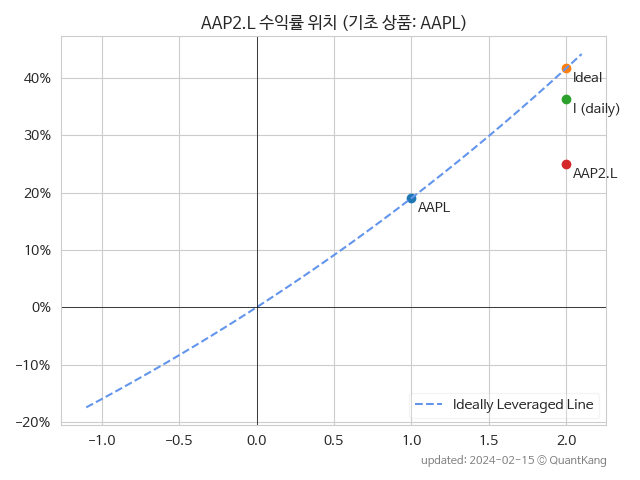 AAP2.L 수익률 위치 (기초 상품: AAPL)
40%
30%
20%
10%
0%
−10%
−20%
Ideal
I (daily)
AAP2.L
AAPL
Ideally Leveraged Line
−1.0 −0.5 0.0 0.5 1.0 1.5 2.0
updated: 2024-02-15 © QuantKang